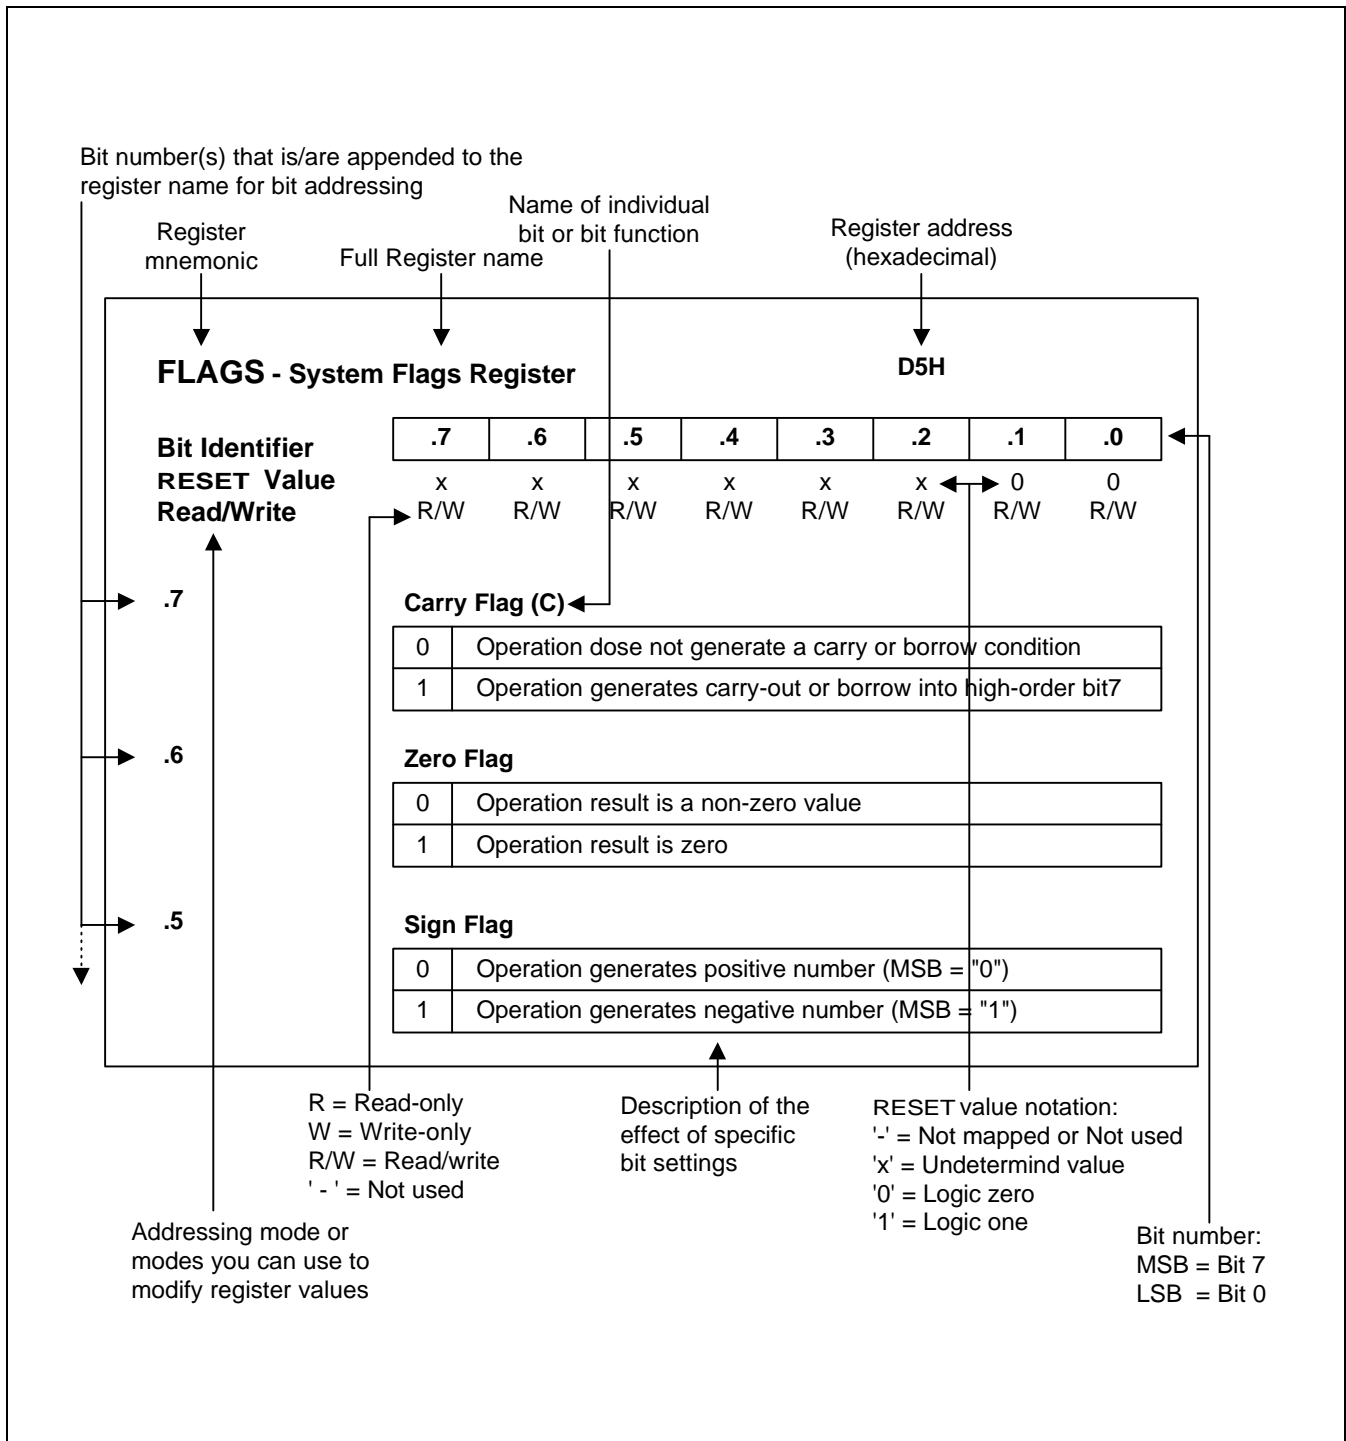 Bit number(s) that is/are appended to the
register name for bit addressing
Name of individual
bit or bit function
Register
mnemonic
Full Register name
Register address
(hexadecimal)
FLAGS - System Flags Register
D5H
Bit Identifier
.7 .6 .5 .4 .3 .2 .1 .0
RESET Value
x x x x x x 0 0
Read/Write
R/W R/W R/W R/W R/W R/W R/W R/W
.7
Carry Flag (C)
0 Operation dose not generate a carry or borrow condition
1 Operation generates carry-out or borrow into high-order bit7
.6
Zero Flag
0 Operation result is a non-zero value
1 Operation result is zero
.5
Sign Flag
0 Operation generates positive number (MSB = "0")
1 Operation generates negative number (MSB = "1")
R = Read-only
W = Write-only
R/W = Read/write
' - ' = Not used
Description of the
effect of specific
bit settings
RESET value notation:
'-' = Not mapped or Not used
'x' = Undetermind value
'0' = Logic zero
'1' = Logic one
Addressing mode or
modes you can use to
modify register values
Bit number:
MSB = Bit 7
LSB = Bit 0